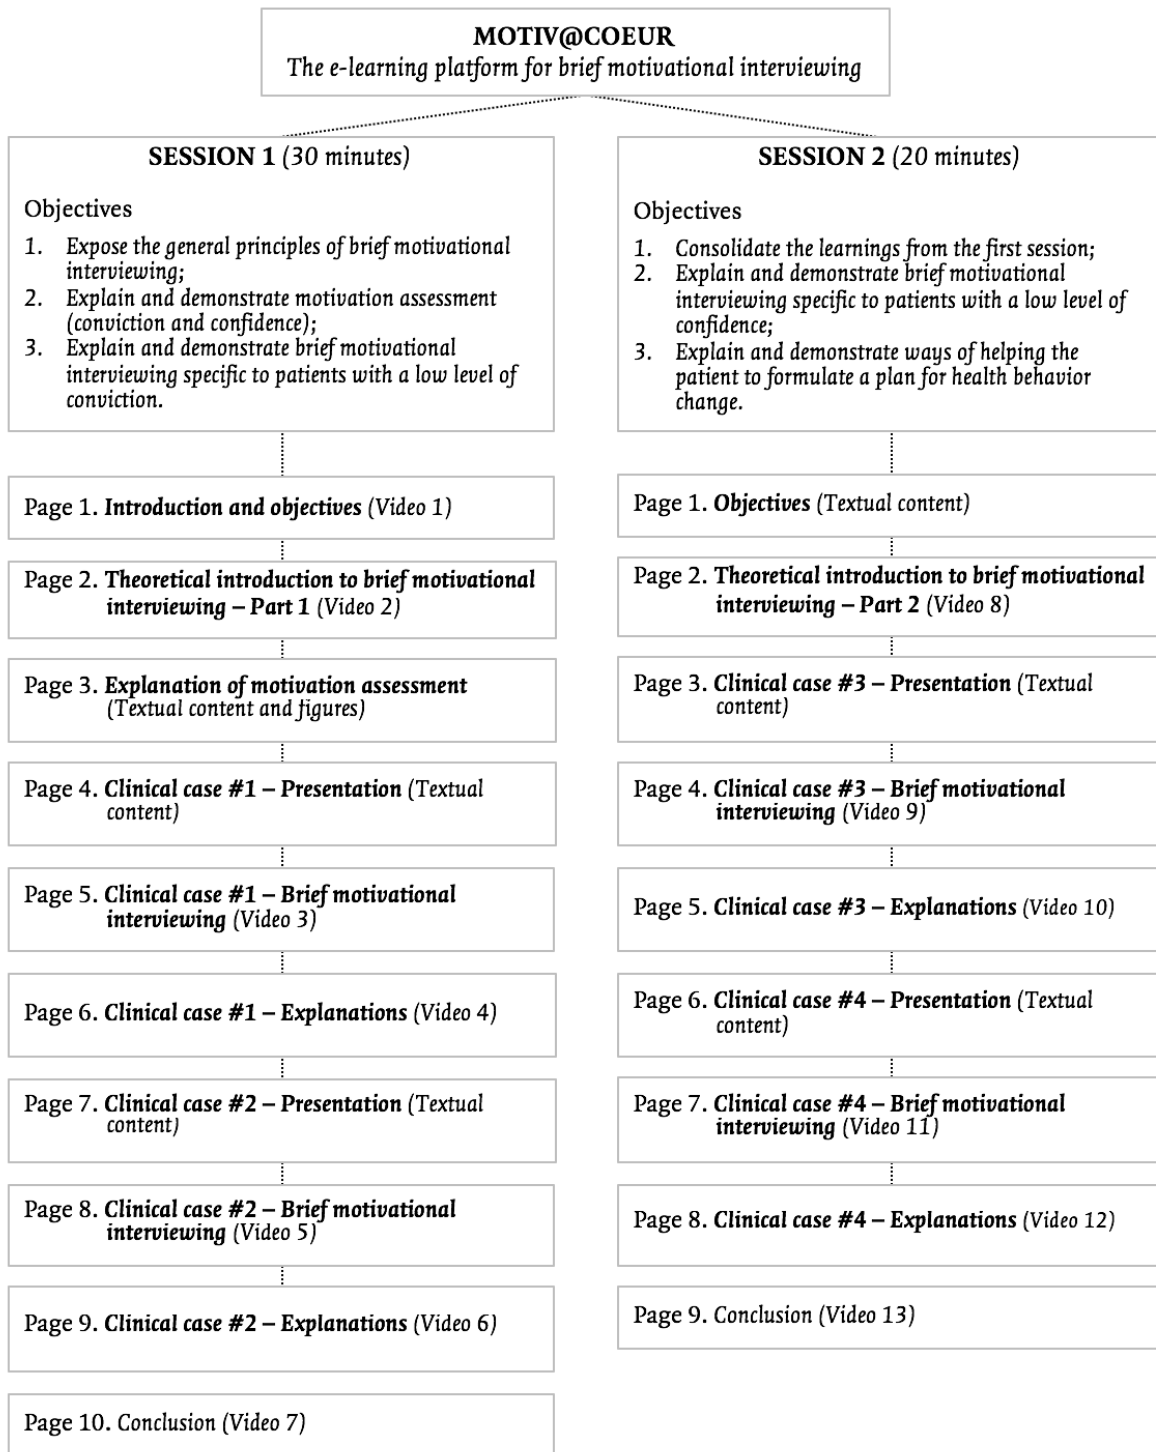 MOTIV@COEUR
The e-learning platform for brief motivational interviewing
SESSION 1 (30 minutes)
Objectives
1. Expose the general principles of brief motivational
interviewing;
2. Explain and demonstrate motivation assessment
(conviction and confidence);
3. Explain and demonstrate brief motivational
interviewing specific to patients with a low level of
conviction.
Page 1. Introduction and objectives (Video 1)
Page 2. Theoretical introduction to brief motivational
interviewing – Part 1 (Video 2)
Page 3. Explanation of motivation assessment
(Textual content and figures)
Page 4. Clinical case #1 – Presentation (Textual
content)
Page 5. Clinical case #1 – Brief motivational
interviewing (Video 3)
Page 6. Clinical case #1 – Explanations (Video 4)
Page 7. Clinical case #2 – Presentation (Textual
content)
Page 8. Clinical case #2 – Brief motivational
interviewing (Video 5)
Page 9. Clinical case #2 – Explanations (Video 6)
Page 10. Conclusion (Video 7)
SESSION 2 (20 minutes)
Objectives
1. Consolidate the learnings from the first session;
2. Explain and demonstrate brief motivational
interviewing specific to patients with a low level of
confidence;
3. Explain and demonstrate ways of helping the
patient to formulate a plan for health behavior
change.
Page 1. Objectives (Textual content)
Page 2. Theoretical introduction to brief motivational
interviewing – Part 2 (Video 8)
Page 3. Clinical case #3 – Presentation (Textual
content)
Page 4. Clinical case #3 – Brief motivational
interviewing (Video 9)
Page 5. Clinical case #3 – Explanations (Video 10)
Page 6. Clinical case #4 – Presentation (Textual
content)
Page 7. Clinical case #4 – Brief motivational
interviewing (Video 11)
Page 8. Clinical case #4 – Explanations (Video 12)
Page 9. Conclusion (Video 13)